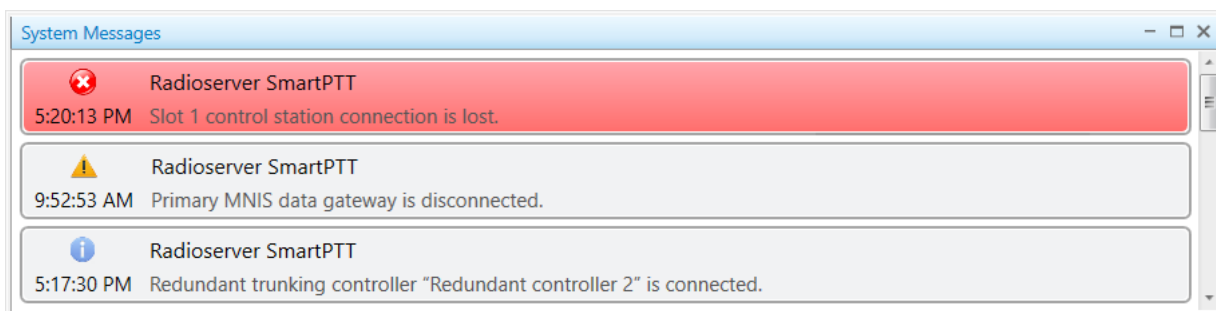 System Messages
Radioserver SmartPTT
5:20:13 PM Slot 1 control station connection is lost.
Radioserver SmartPTT
9:52:53 AM Primary MNIS data gateway is disconnected.
Radioserver SmartPTT
5:17:30 PM Redundant trunking controller “Redundant controller 2” is connected.